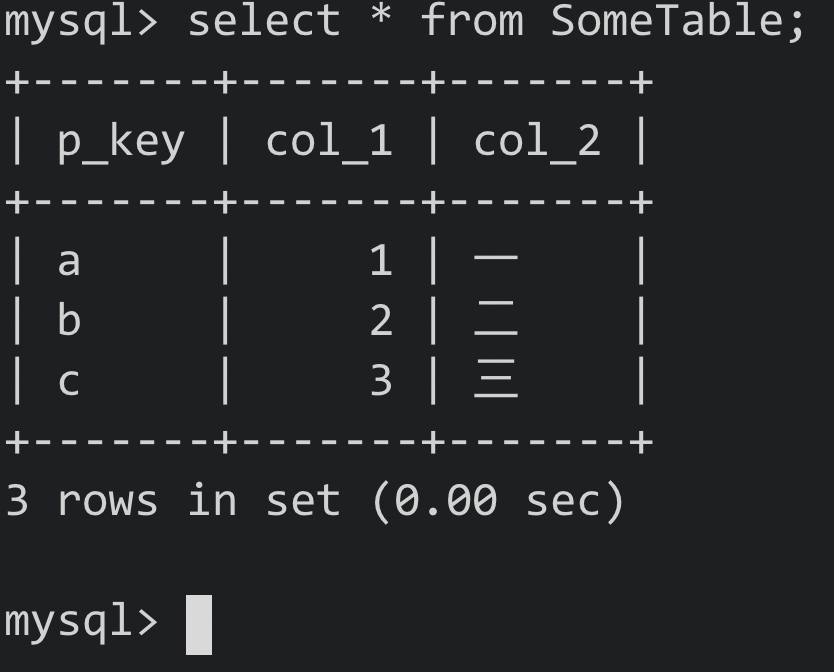 mysql> select * from SomeTable;
+-------+-------+-------+
| p_key | col_1 | col_2 |
+-------+-------+-------+
| a     |     1 | 一    |
| b     |     2 | 二    |
| c     |     3 | 三    |
+-------+-------+-------+
3 rows in set (0.00 sec)
mysql>